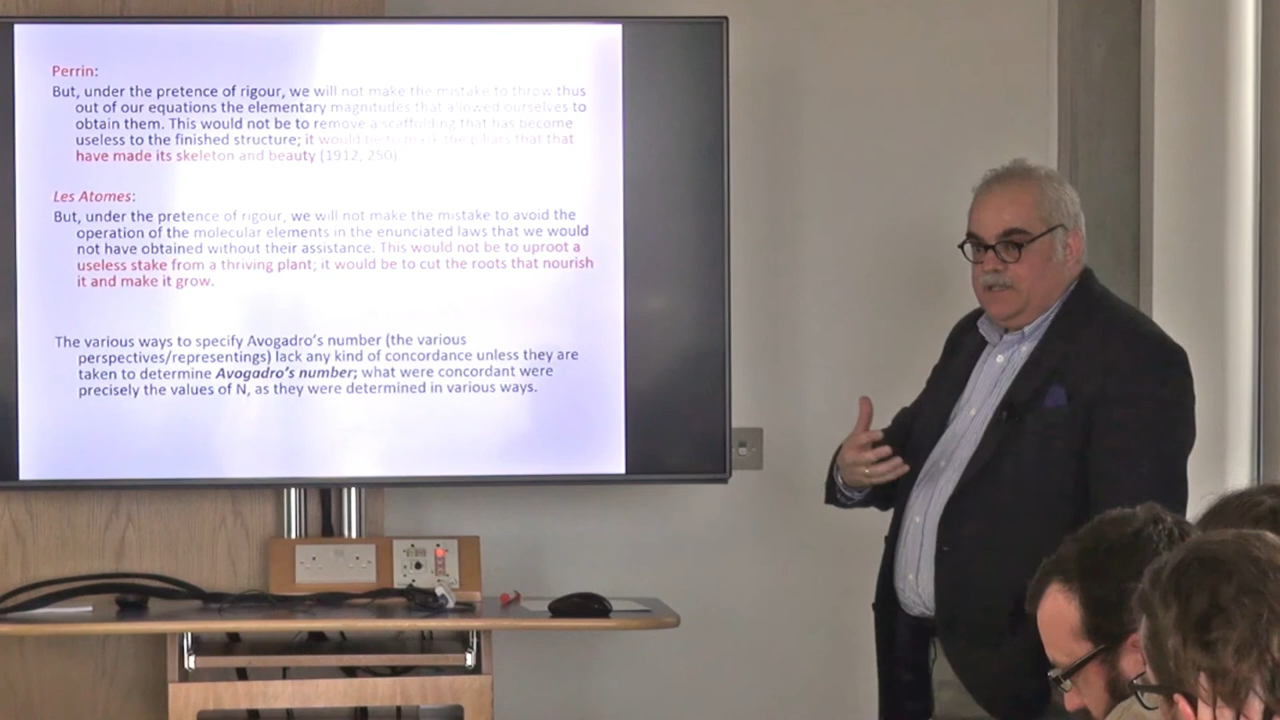 Perrin:
But, under the pretence of rigour, we will not make the mistake to throw thus
out of our equations the elementary magnitudes that allowed ourselves to
obtain them. This would not be to remove a scaffolding that has become
useless to the finished structure; it would be to mask the pillars that that
have made its skeleton and beauty (1912, 250)
Les Atomes:
But, under the pretence of rigour, we will not make the mistake to avoid the
operation of the molecular elements in the enunciated laws that we would
not have obtained without their assistance. This would not be to uproot a
useless stake from a thriving plant; it would be to cut the roots that nourish
it and make it grow.
The various ways to specify Avogadro's number (the various
perspectives/representings) lack any kind of concordance unless they are
taken to determine Avogadro's number; what were concordant were
precisely the values of N, as they were determined in various ways.